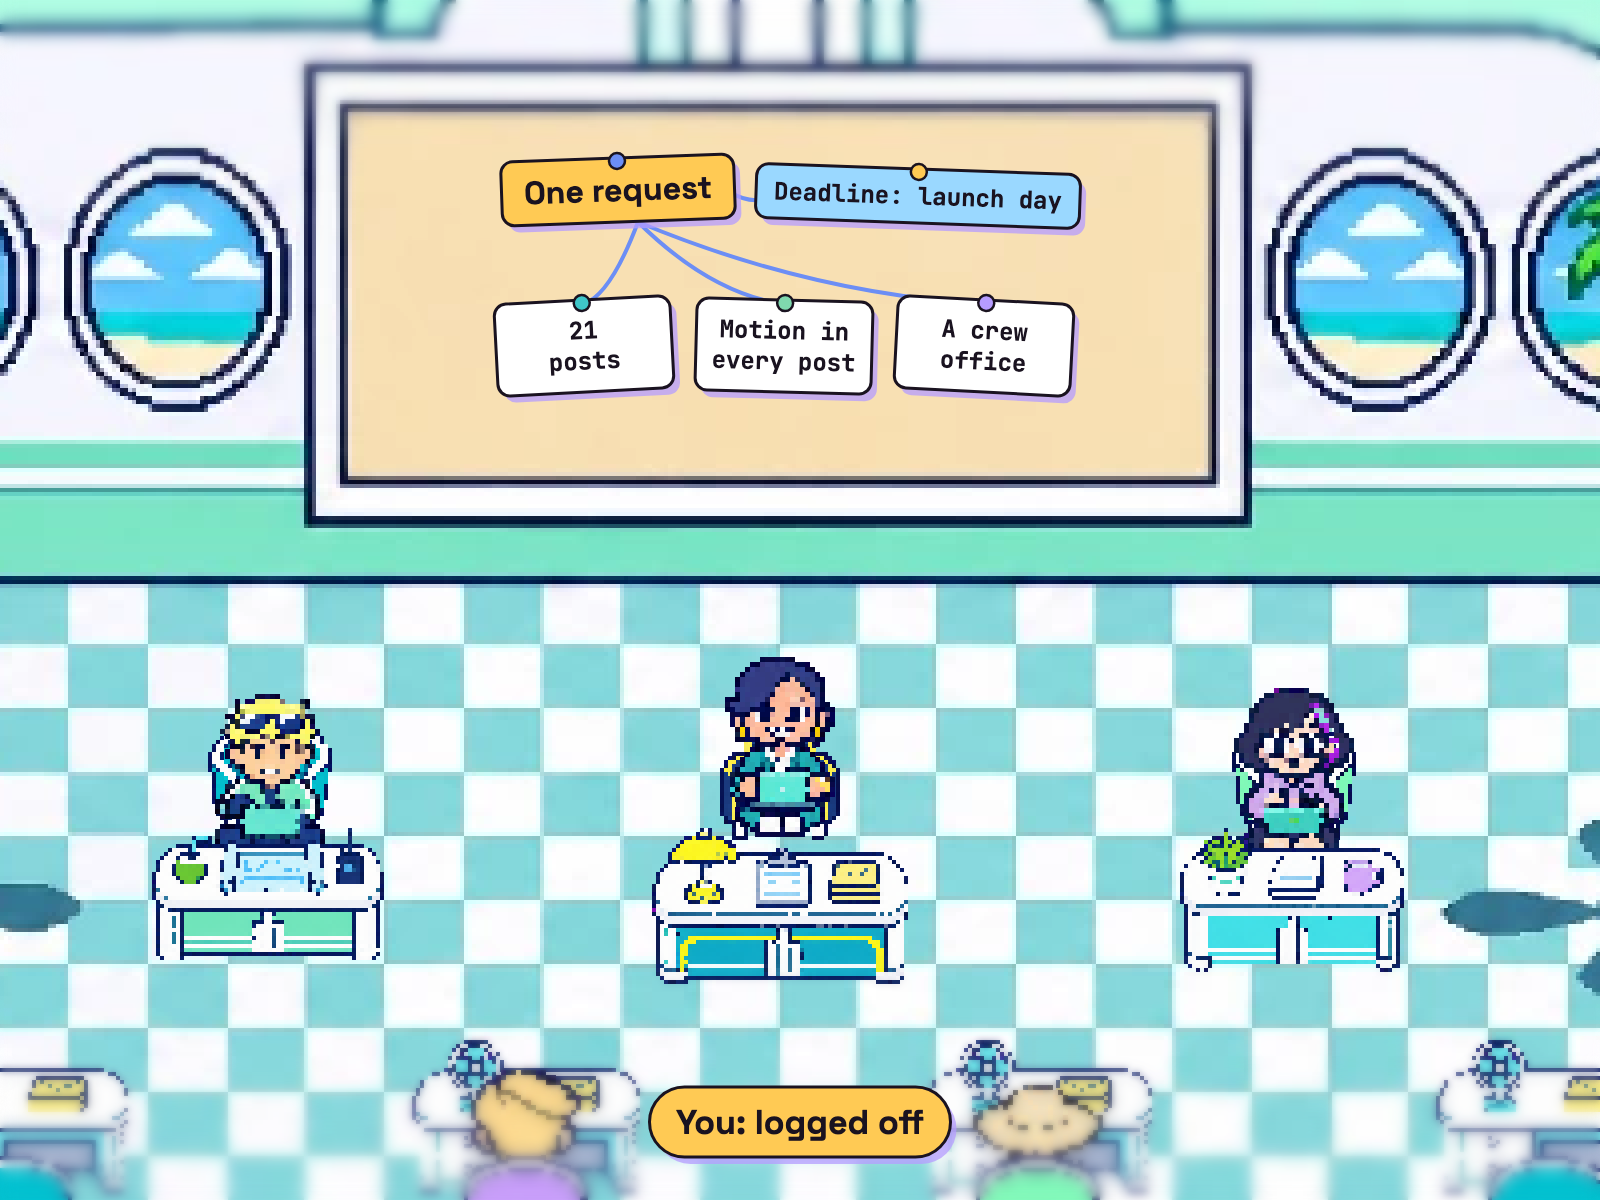 One request
Deadline: launch day
21
posts
Motion in
every post
A crew
office
You: logged off